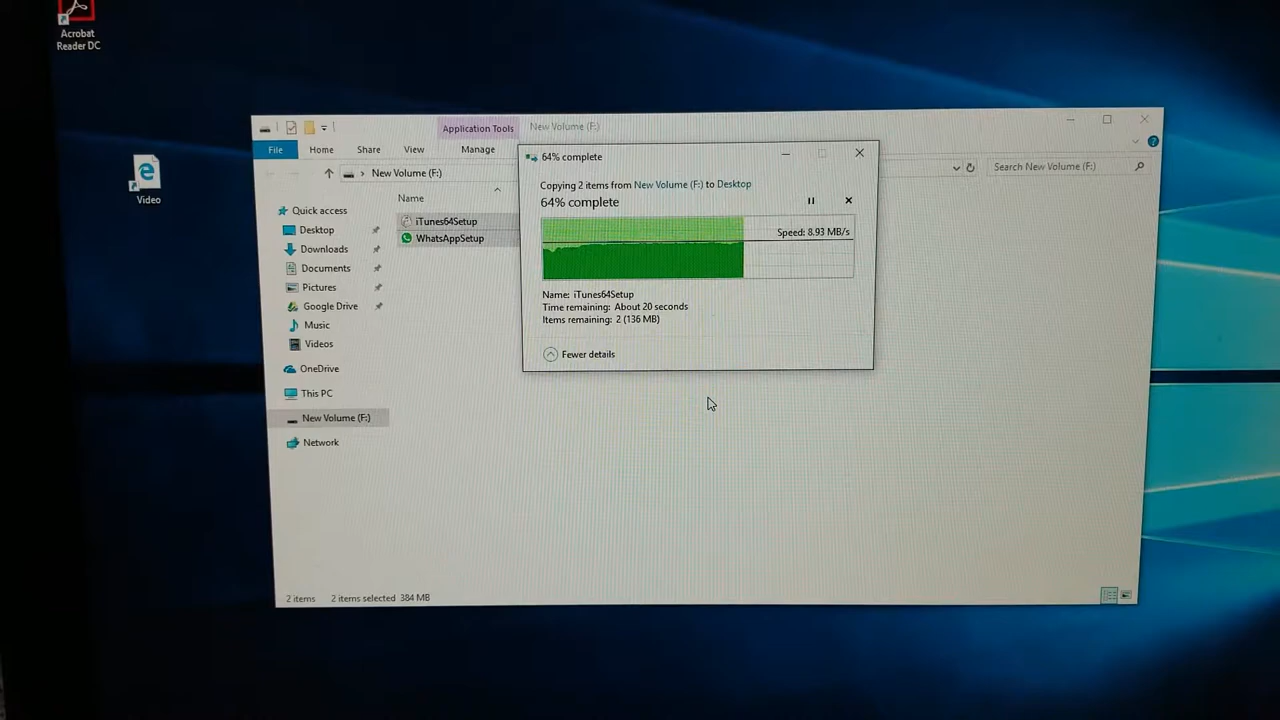 Acrobat
Reader DC
Video
Application Tools
New Volume (F:)
File
Home
Share
View
Manage
New Volume (F:)
Search New Volume (F:)
Name
Quick access
Desktop
Downloads
Documents
Pictures
Google Drive
Music
Videos
OneDrive
This PC
New Volume (F:)
Network
iTunes64Setup
WhatsAppSetup
64% complete
Copying 2 items from New Volume (F:) to Desktop
64% complete
Speed: 8.93 MB/s
Name: iTunes64Setup
Time remaining: About 20 seconds
Items remaining: 2 (136 MB)
Fewer details
2 items
2 items selected 384 MB